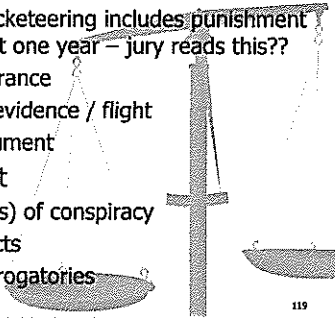 cketeering includes punishment
t one year – jury reads this??
rance
evidence / flight
ument
t
s) of conspiracy
cts
rogatories
119